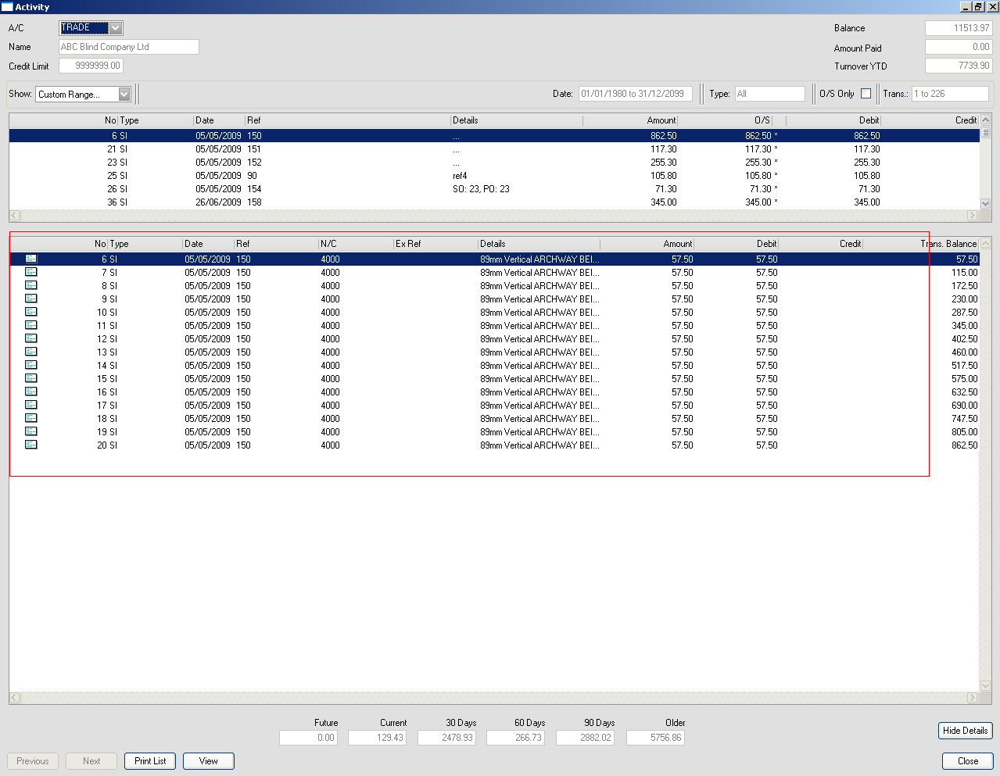 Activity
A/C TRADE Balance 11513.97
Name ABC Blind Company Ltd Amount Paid 0.00
Credit Limit 9999999.00 Turnover YTD 7739.90
Show: Custom Range... Date: 01/01/1980 to 31/12/2099 Type: All O/S Only Trans.: 1 to 226
No Type Date Ref Details Amount O/S Debit Credit
6 SI 05/05/2009 150 ... 862.50 862.50 * 862.50
21 SI 05/05/2009 151 ... 117.30 117.30 * 117.30
23 SI 05/05/2009 152 ... 255.30 255.30 * 255.30
25 SI 05/05/2009 90 ref4 105.80 105.80 * 105.80
26 SI 05/05/2009 154 SO: 23, PO: 23 71.30 71.30 * 71.30
36 SI 26/06/2009 158 345.00 345.00 * 345.00
No Type Date Ref N/C Ex Ref Details Amount Debit Credit Trans. Balance
6 SI 05/05/2009 150 4000 89mm Vertical ARCHWAY BEI... 57.50 57.50 57.50
7 SI 05/05/2009 150 4000 89mm Vertical ARCHWAY BEI... 57.50 57.50 115.00
8 SI 05/05/2009 150 4000 89mm Vertical ARCHWAY BEI... 57.50 57.50 172.50
9 SI 05/05/2009 150 4000 89mm Vertical ARCHWAY BEI... 57.50 57.50 230.00
10 SI 05/05/2009 150 4000 89mm Vertical ARCHWAY BEI... 57.50 57.50 287.50
11 SI 05/05/2009 150 4000 89mm Vertical ARCHWAY BEI... 57.50 57.50 345.00
12 SI 05/05/2009 150 4000 89mm Vertical ARCHWAY BEI... 57.50 57.50 402.50
13 SI 05/05/2009 150 4000 89mm Vertical ARCHWAY BEI... 57.50 57.50 460.00
14 SI 05/05/2009 150 4000 89mm Vertical ARCHWAY BEI... 57.50 57.50 517.50
15 SI 05/05/2009 150 4000 89mm Vertical ARCHWAY BEI... 57.50 57.50 575.00
16 SI 05/05/2009 150 4000 89mm Vertical ARCHWAY BEI... 57.50 57.50 632.50
17 SI 05/05/2009 150 4000 89mm Vertical ARCHWAY BEI... 57.50 57.50 690.00
18 SI 05/05/2009 150 4000 89mm Vertical ARCHWAY BEI... 57.50 57.50 747.50
19 SI 05/05/2009 150 4000 89mm Vertical ARCHWAY BEI... 57.50 57.50 805.00
20 SI 05/05/2009 150 4000 89mm Vertical ARCHWAY BEI... 57.50 57.50 862.50
Future Current 30 Days 60 Days 90 Days Older
0.00 129.43 2478.93 266.73 2882.02 5756.86
Hide Details
Previous Next Print List View Close